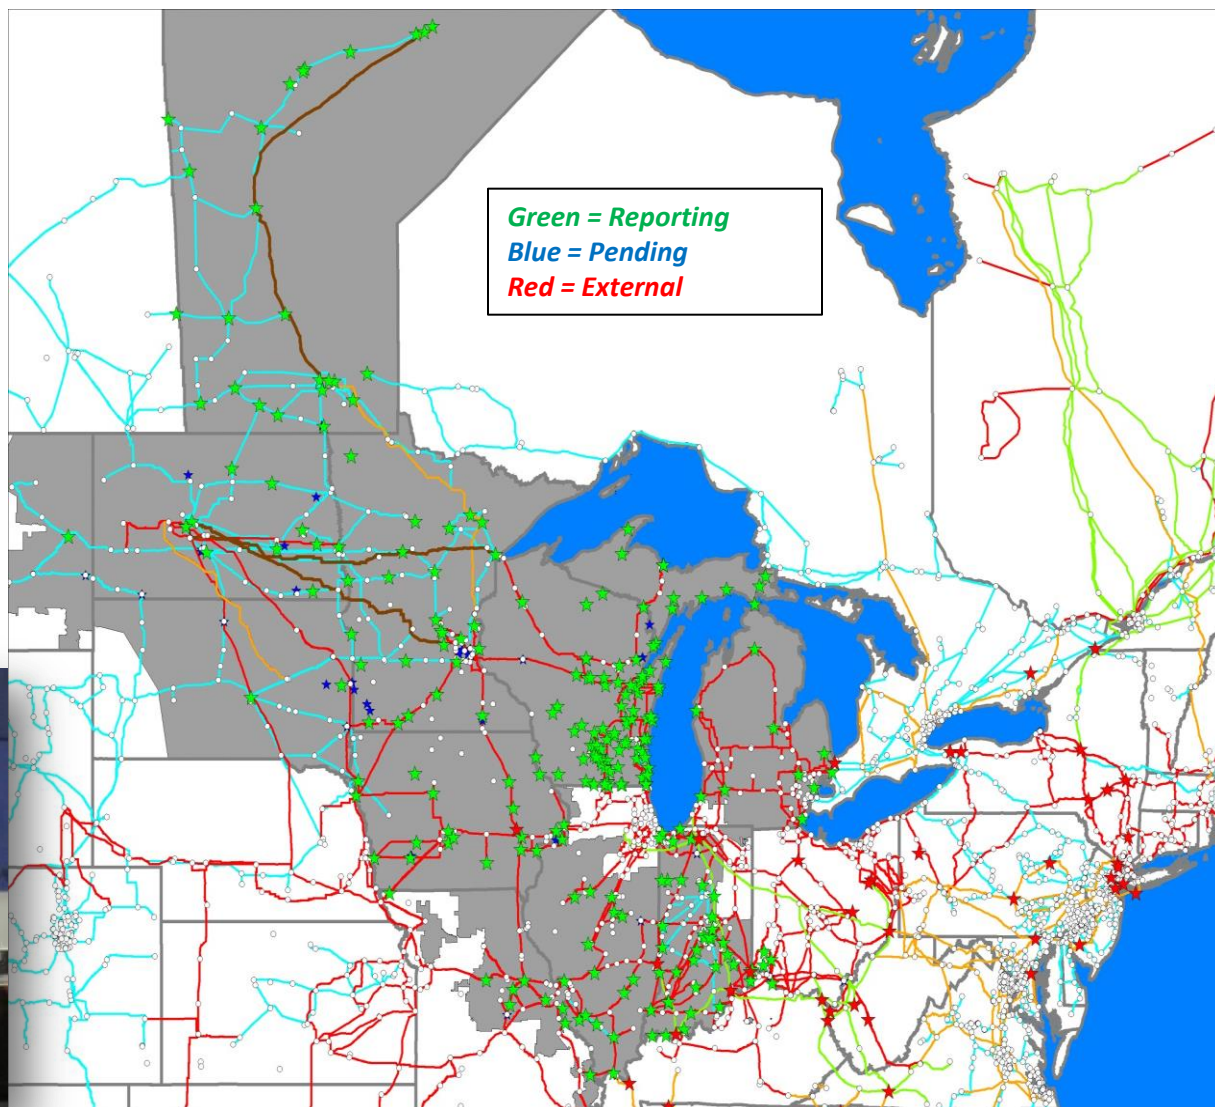 Green = Reporting
Blue = Pending
Red = External